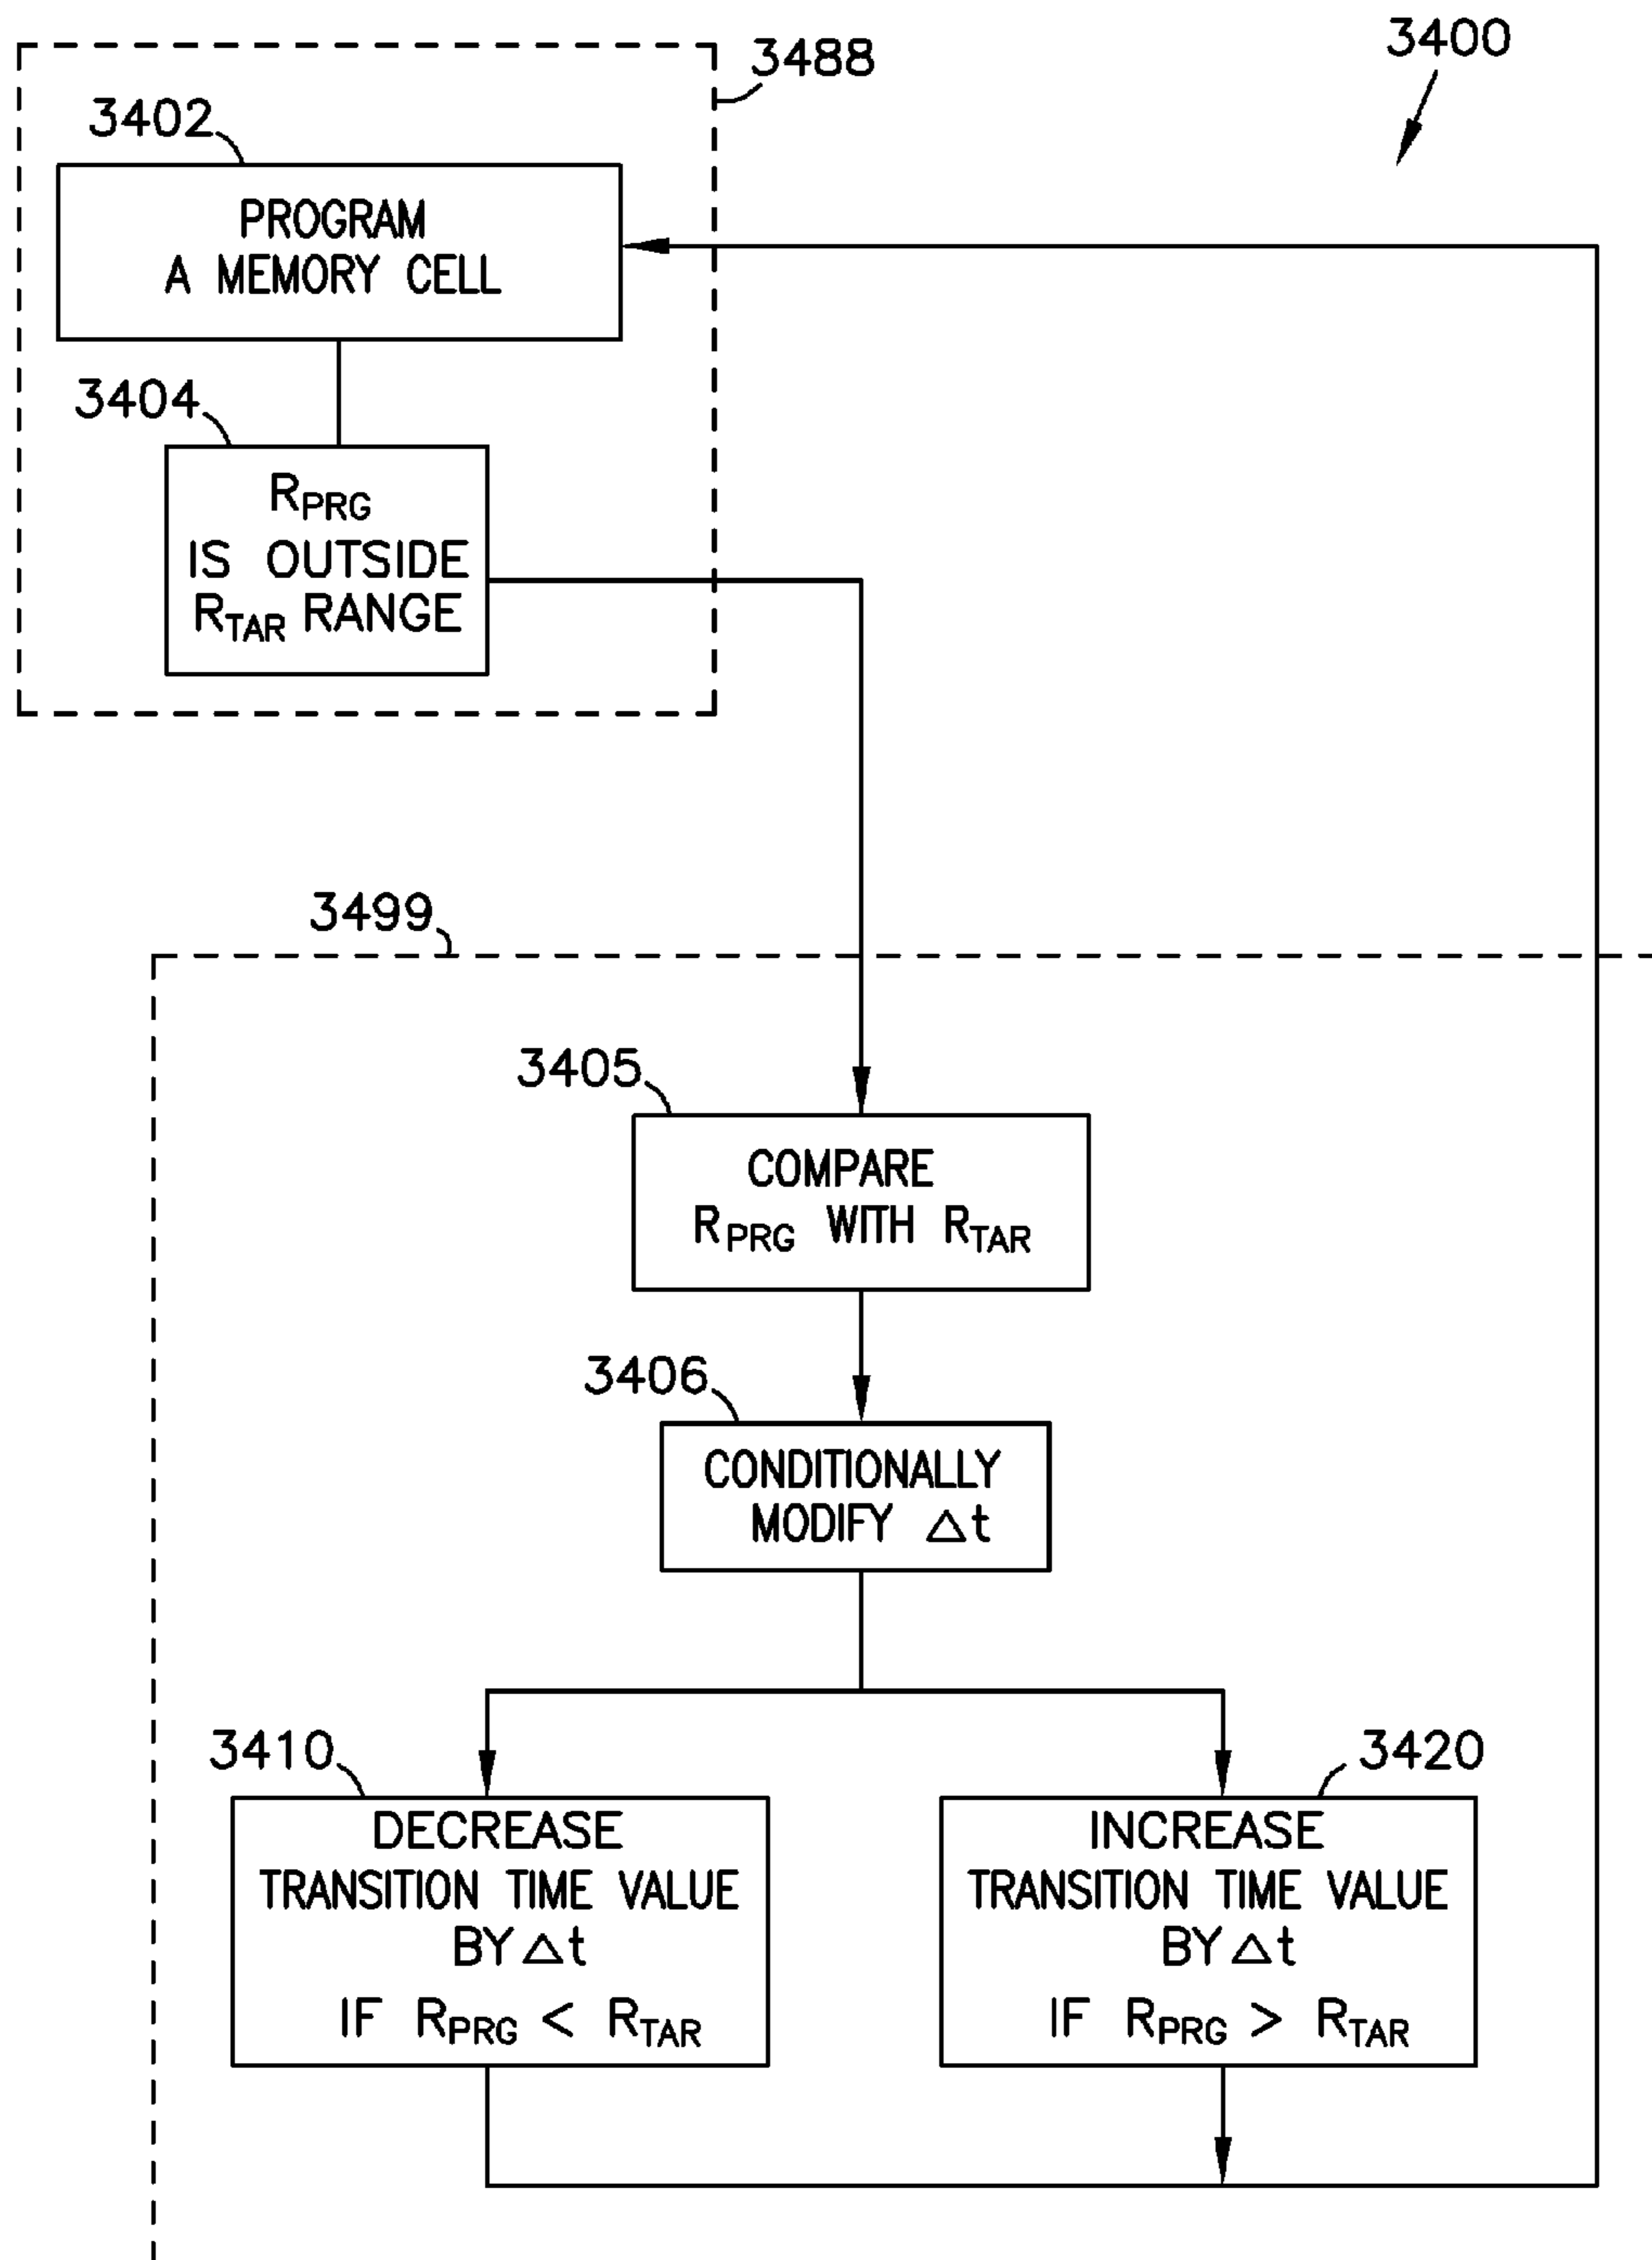 3400
3488
3402
PROGRAM
A MEMORY CELL
3404
RPRG
IS OUTSIDE
RTAR RANGE
3499
3405
COMPARE
RPRG WITH RTAR
3406
CONDITIONALLY
MODIFY △t
3410
DECREASE
TRANSITION TIME VALUE
BY △t
IF RPRG < RTAR
3420
INCREASE
TRANSITION TIME VALUE
BY △t
IF RPRG > RTAR